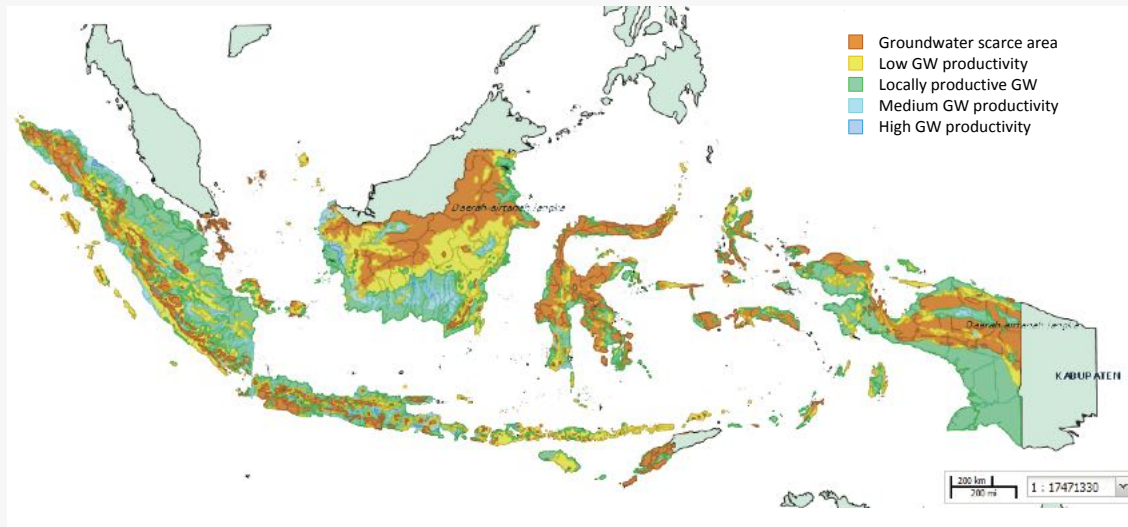 Groundwater scarce area
Low GW productivity
Locally productive GW
Medium GW productivity
High GW productivity
Daerah airtanah langka
Daerah airtanah langka
KABUPATEN
200 km
200 mi
1 : 17471330